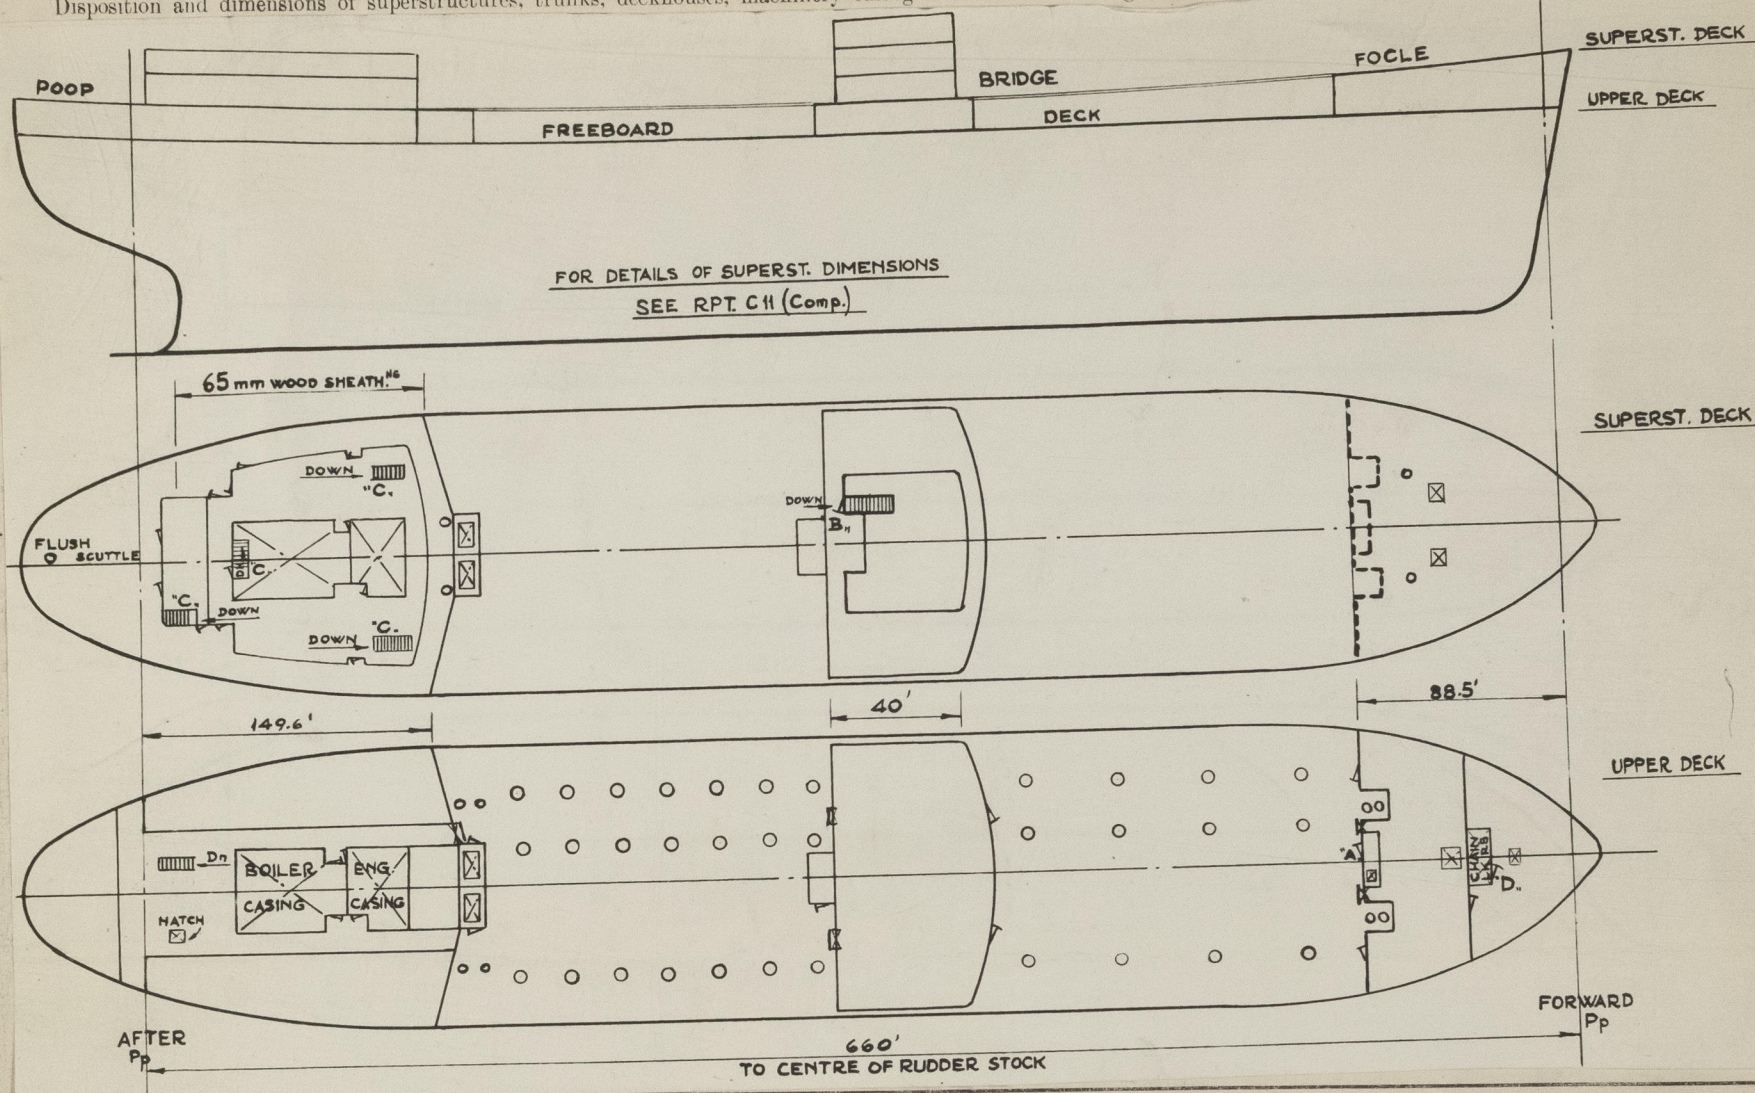 Disposition and dimensions of superstructures, trunks, deckhouses, machinery
SUPERST. DECK
FOCLE
POOP
BRIDGE
UPPER DECK
FREEBOARD
DECK
FOR DETAILS OF SUPERST. DIMENSIONS
SEE RPT. C11 (Comp.)
65mm WOOD SHEATH.NG
SUPERST. DECK
DOWN
"C"
DOWN
"B"
FLUSH
SCUTTLE
"C"
"C"
DOWN
DOWN
"C"
88.5'
40'
149.6'
UPPER DECK
Dn
BOILER
CASING
ENG.
CASING
HATCH
"A"
CHAIN
LKRS
"D"
AFTER
Pp
FORWARD
Pp
660'
TO CENTRE OF RUDDER STOCK